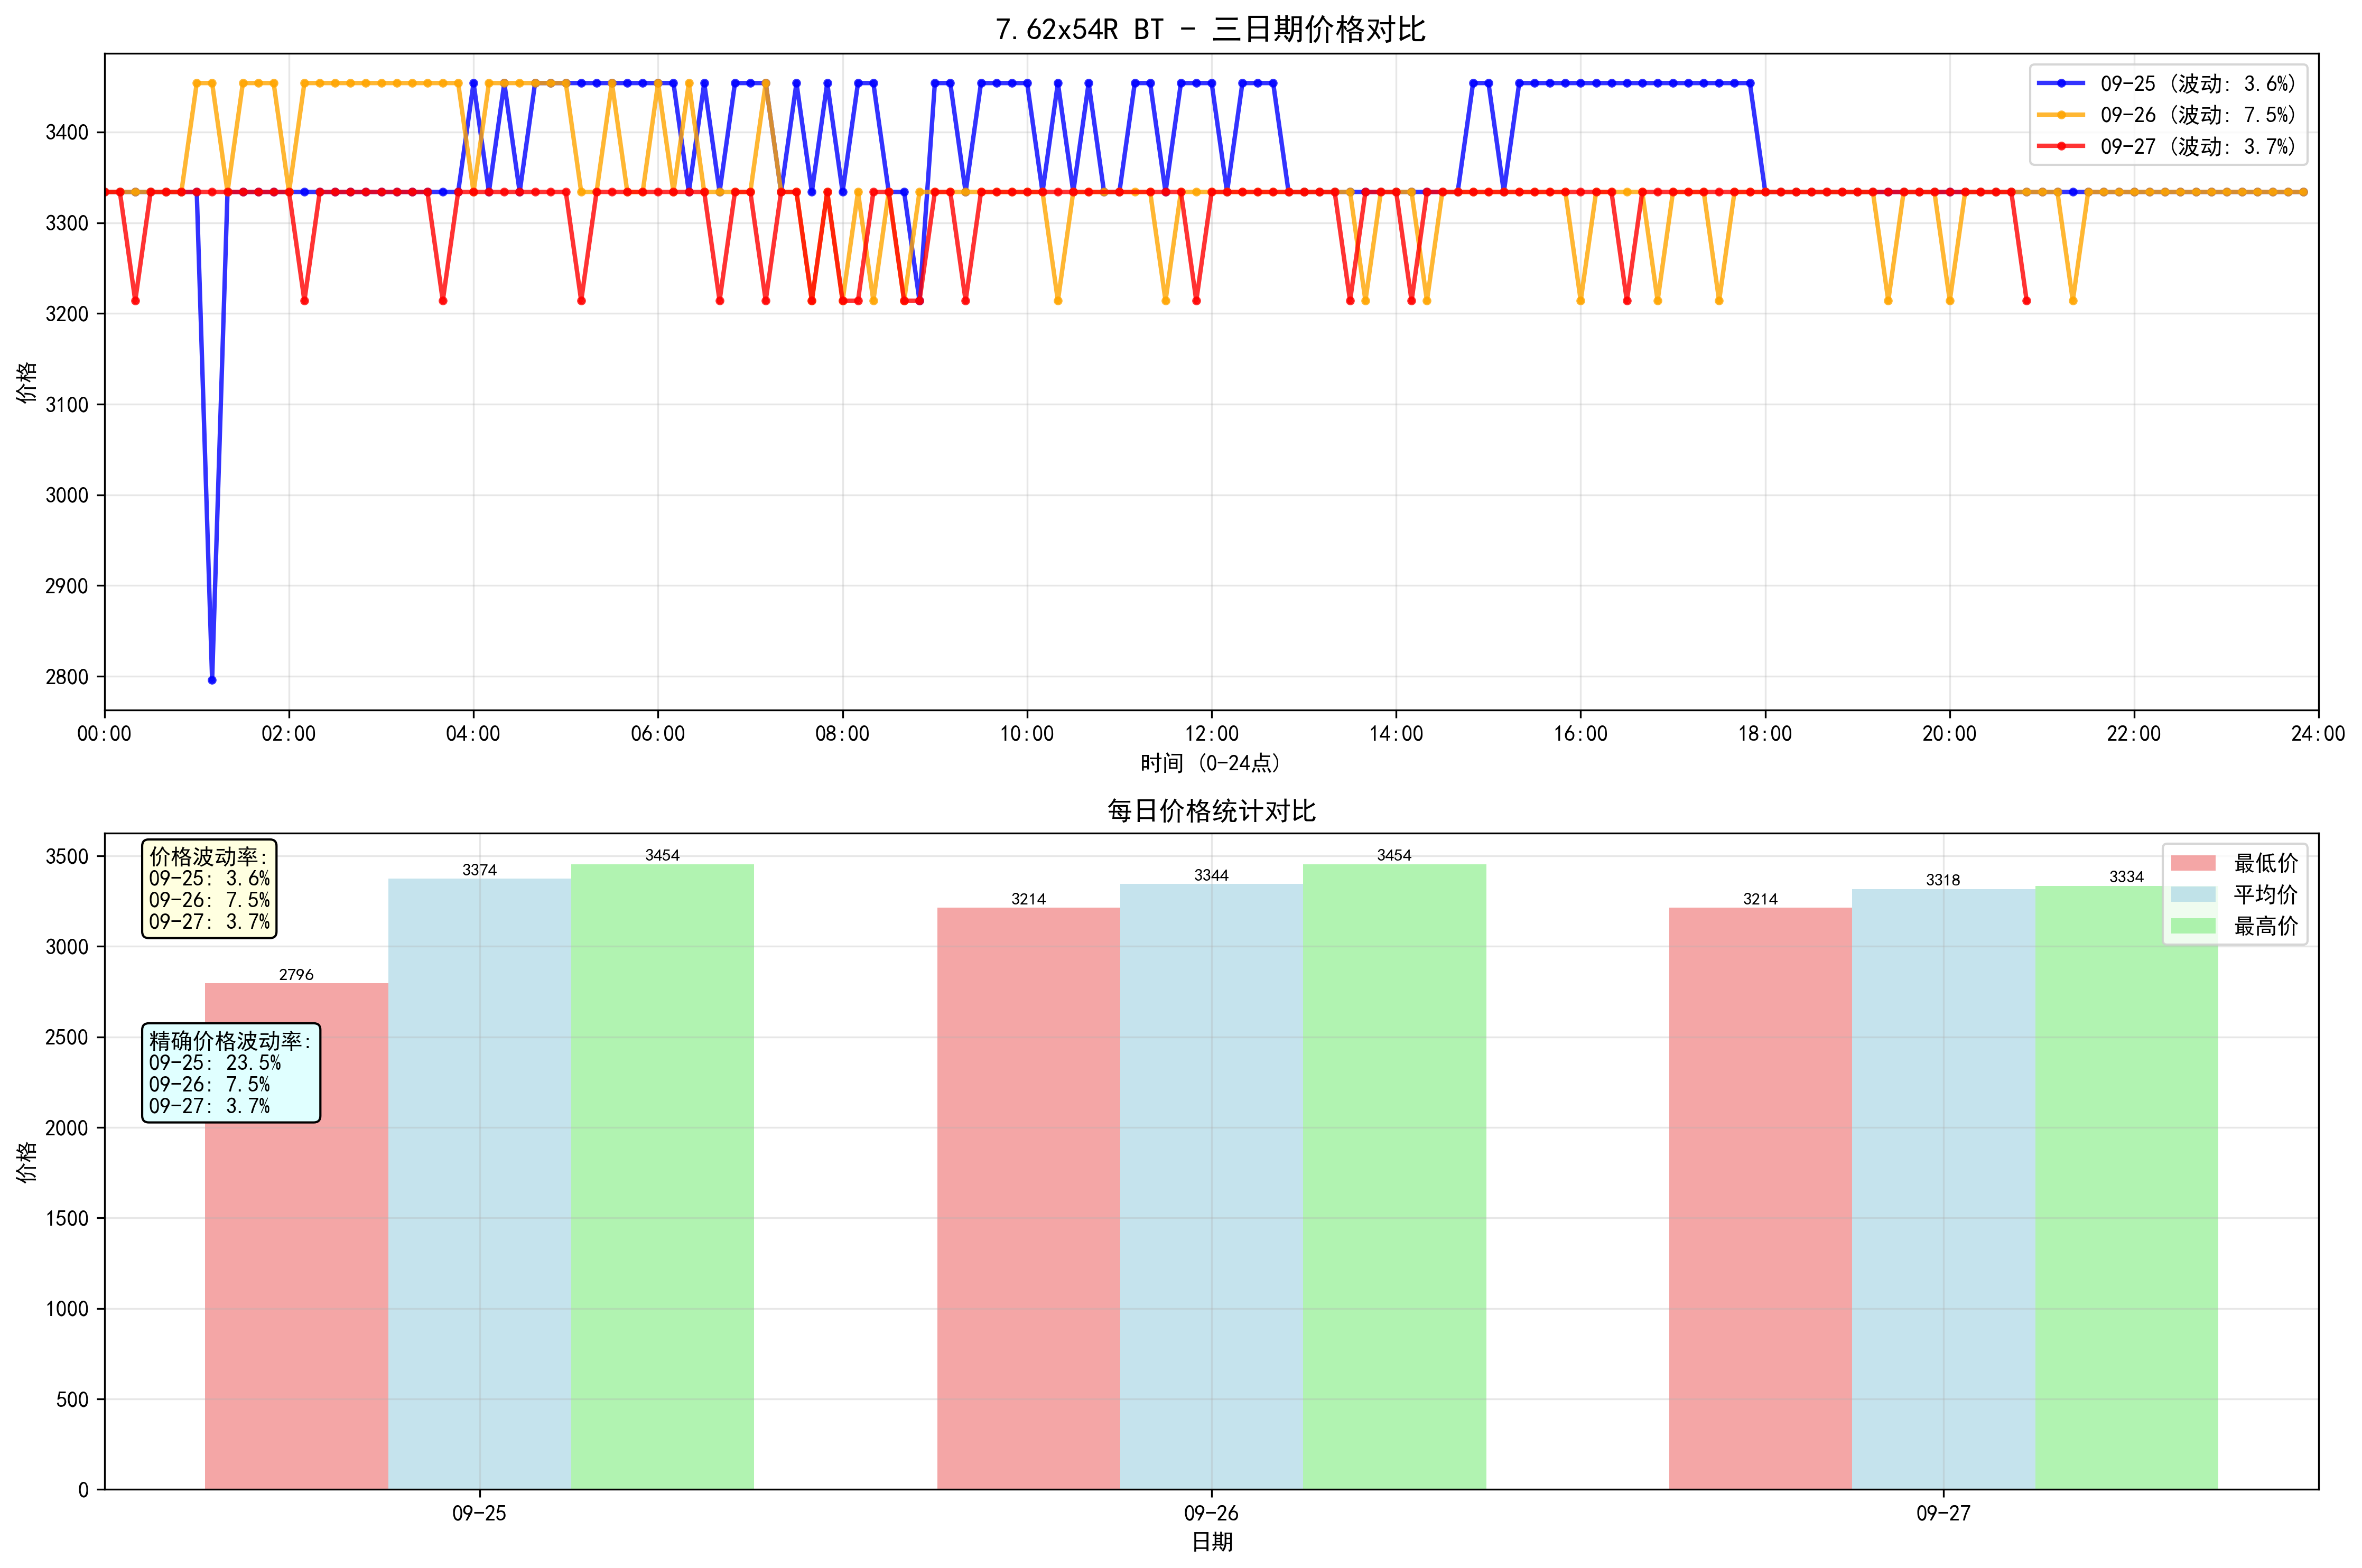 7.62x54R BT - 三日期价格对比
09-25 (波动: 3.6%)
09-26 (波动: 7.5%)
09-27 (波动: 3.7%)
价格
3400
3300
3200
3100
3000
2900
2800
00:00 02:00 04:00 06:00 08:00 10:00 12:00 14:00 16:00 18:00 20:00 22:00 24:00
时间 (0-24点)
每日价格统计对比
价格波动率:
09-25: 3.6%
09-26: 7.5%
09-27: 3.7%
精确价格波动率:
09-25: 23.5%
09-26: 7.5%
09-27: 3.7%
最低价
平均价
最高价
2796 3374 3454 3214 3344 3454 3214 3318 3334
价格
3500
3000
2500
2000
1500
1000
500
0
09-25 09-26 09-27
日期